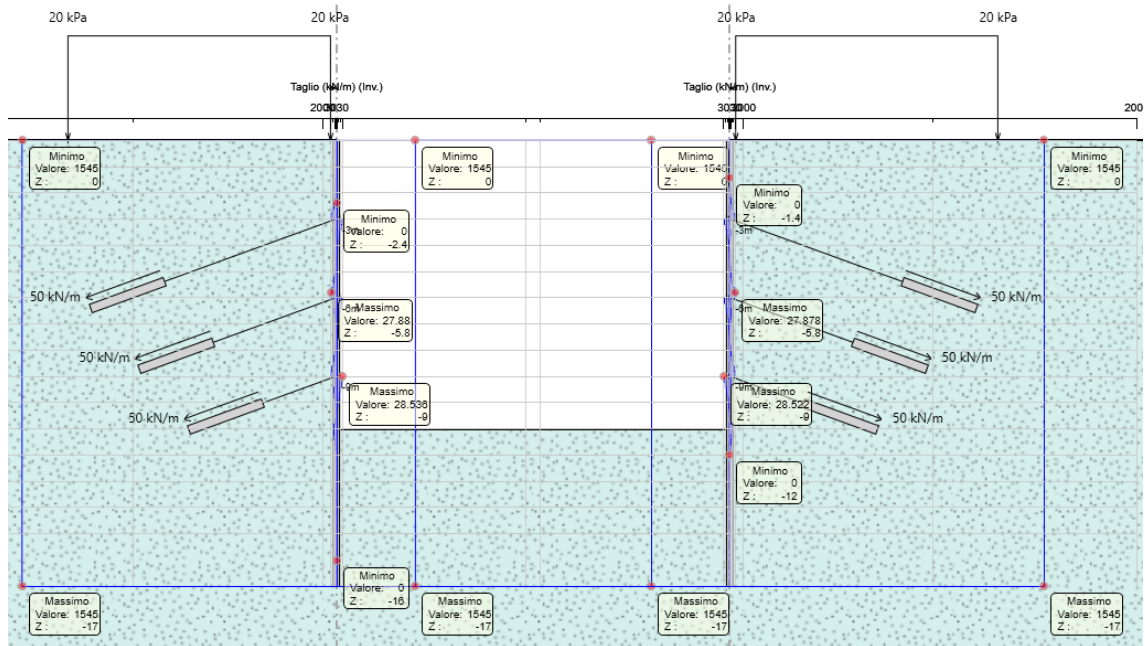 20 kPa
20 kPa
20 kPa
20 kPa
Taglio (kN/m) (Inv.)
Taglio (kN/m) (Inv.)
200
200
Minimo
Valore: 1545
Z : 0
Minimo
Valore: 1545
Z : 0
Minimo
Valore: 1545
Z : 0
Minimo
Valore: 1545
Z : 0
Minimo
Valore: 0
Z : -2.4
Minimo
Valore: 0
Z : -1.4
-3m
-3m
50 kN/m
50 kN/m
-6m
-6m
Massimo
Valore: 27.88
Z : -5.8
Massimo
Valore: 27.878
Z : -5.8
50 kN/m
50 kN/m
-9m
-9m
Massimo
Valore: 28.536
Z : -9
Massimo
Valore: 28.522
Z : -9
50 kN/m
50 kN/m
Minimo
Valore: 0
Z : -12
Minimo
Valore: 0
Z : -16
Massimo
Valore: 1545
Z : -17
Massimo
Valore: 1545
Z : -17
Massimo
Valore: 1545
Z : -17
Massimo
Valore: 1545
Z : -17